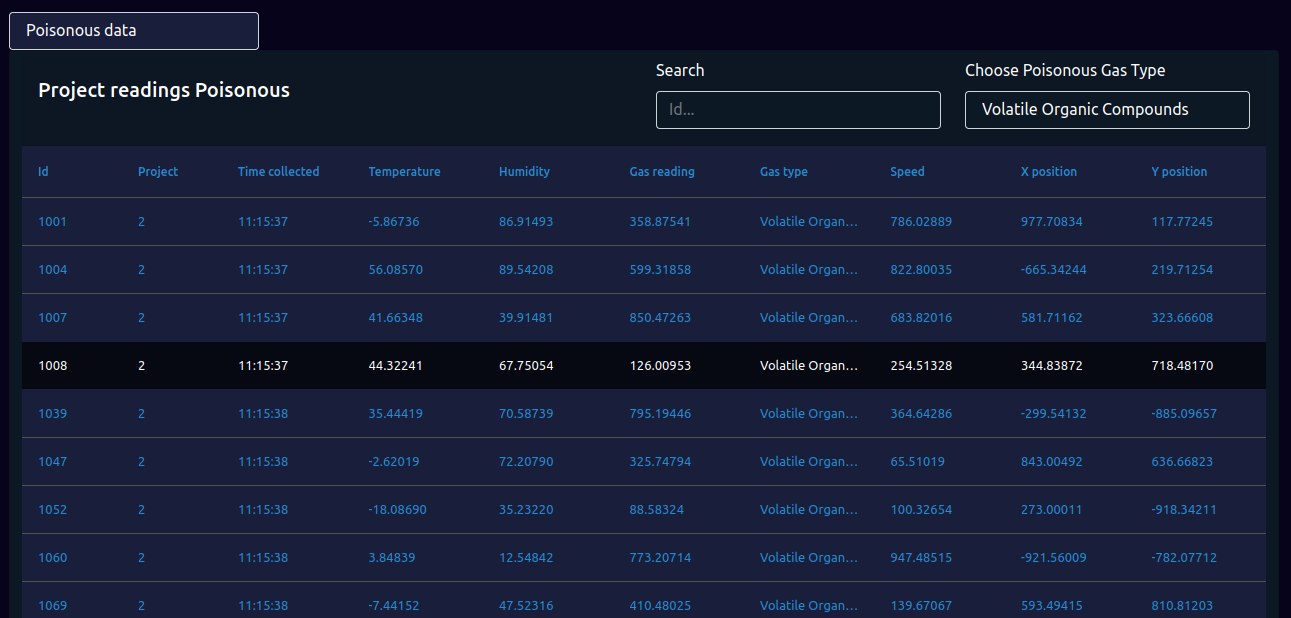 Poisonous data
Project readings Poisonous
Search
Id...
Choose Poisonous Gas Type
Volatile Organic Compounds
Id Project Time collected Temperature Humidity Gas reading Gas type Speed X position Y position
1001 2 11:15:37 -5.86736 86.91493 358.87541 Volatile Organ... 786.02889 977.70834 117.77245
1004 2 11:15:37 56.08570 89.54208 599.31858 Volatile Organ... 822.80035 -665.34244 219.71254
1007 2 11:15:37 41.66348 39.91481 850.47263 Volatile Organ... 683.82016 581.71162 323.66608
1008 2 11:15:37 44.32241 67.75054 126.00953 Volatile Organ... 254.51328 344.83872 718.48170
1039 2 11:15:38 35.44419 70.58739 795.19446 Volatile Organ... 364.64286 -299.54132 -885.09657
1047 2 11:15:38 -2.62019 72.20790 325.74794 Volatile Organ... 65.51019 843.00492 636.66823
1052 2 11:15:38 -18.08690 35.23220 88.58324 Volatile Organ... 100.32654 273.00011 -918.34211
1060 2 11:15:38 3.84839 12.54842 773.20714 Volatile Organ... 947.48515 -921.56009 -782.07712
1069 2 11:15:38 -7.44152 47.52316 410.48025 Volatile Organ... 139.67067 593.49415 810.81203